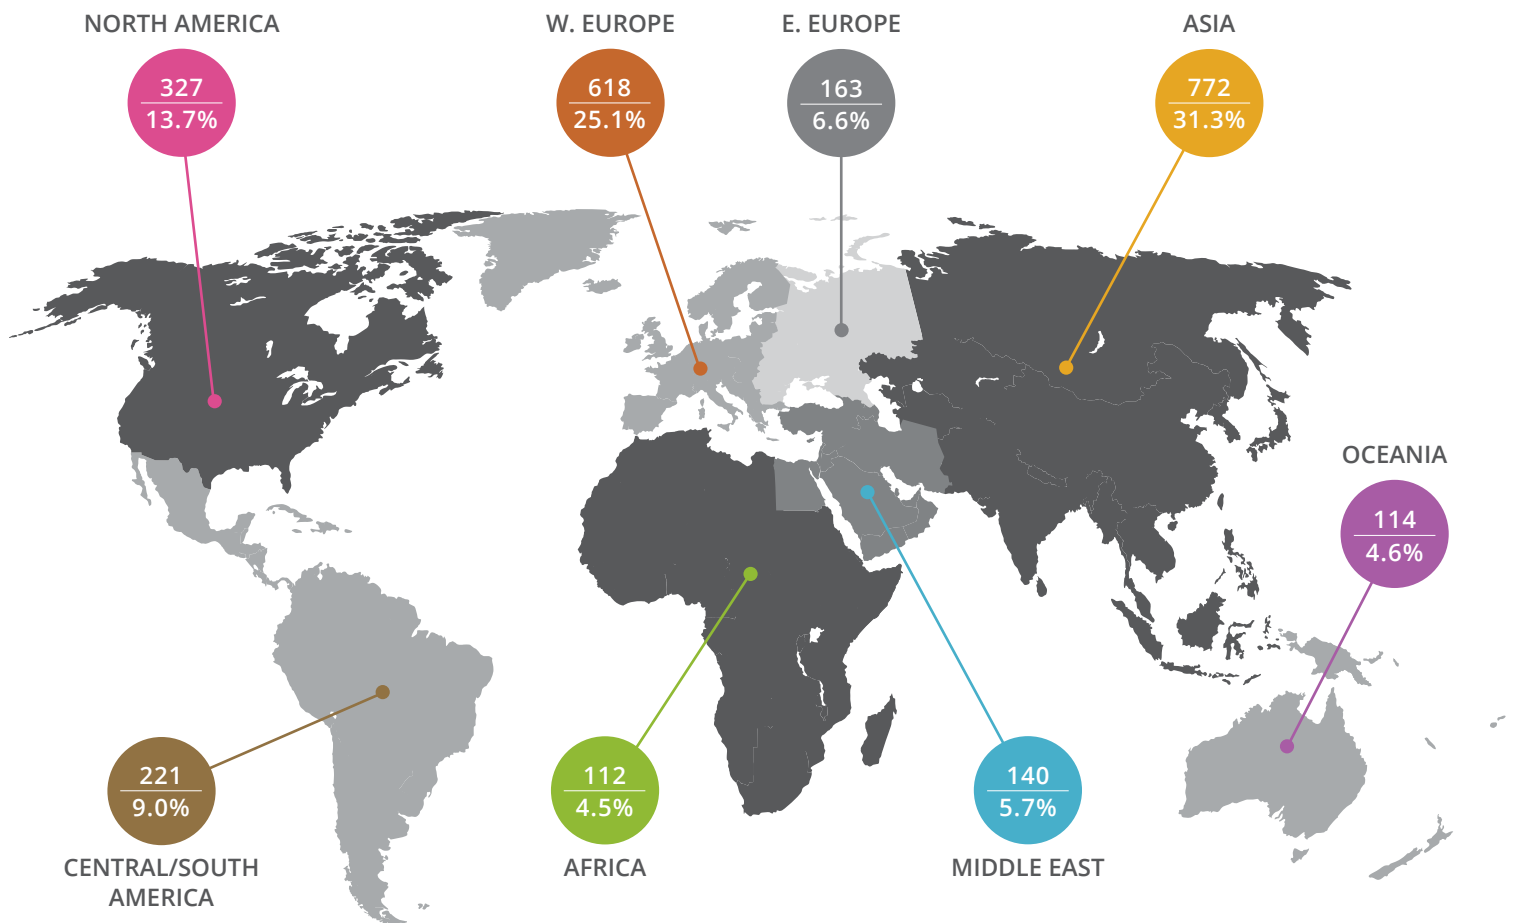 NORTH AMERICA
327
13.7%
W. EUROPE
618
25.1%
E. EUROPE
163
6.6%
ASIA
772
31.3%
OCEANIA
114
4.6%
221
9.0%
CENTRAL/SOUTH
AMERICA
112
4.5%
AFRICA
140
5.7%
MIDDLE EAST